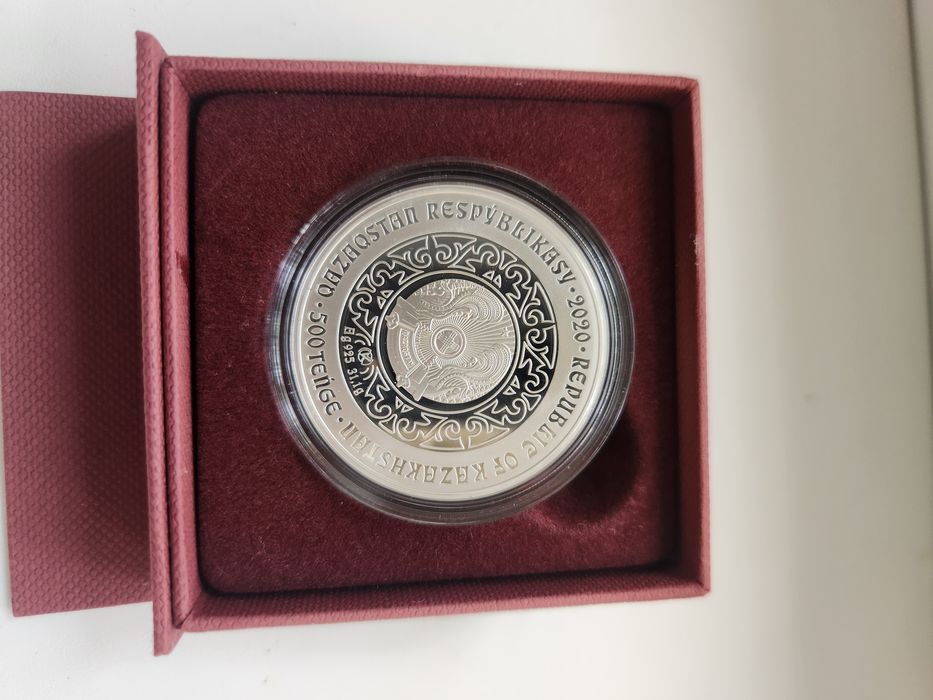 QAZAQSTAN RESPÝBLIKASY · 2020 · REPUBLIC OF KAZAKHSTAN · 500 TEŃGE ·
Ag 925 31,1g